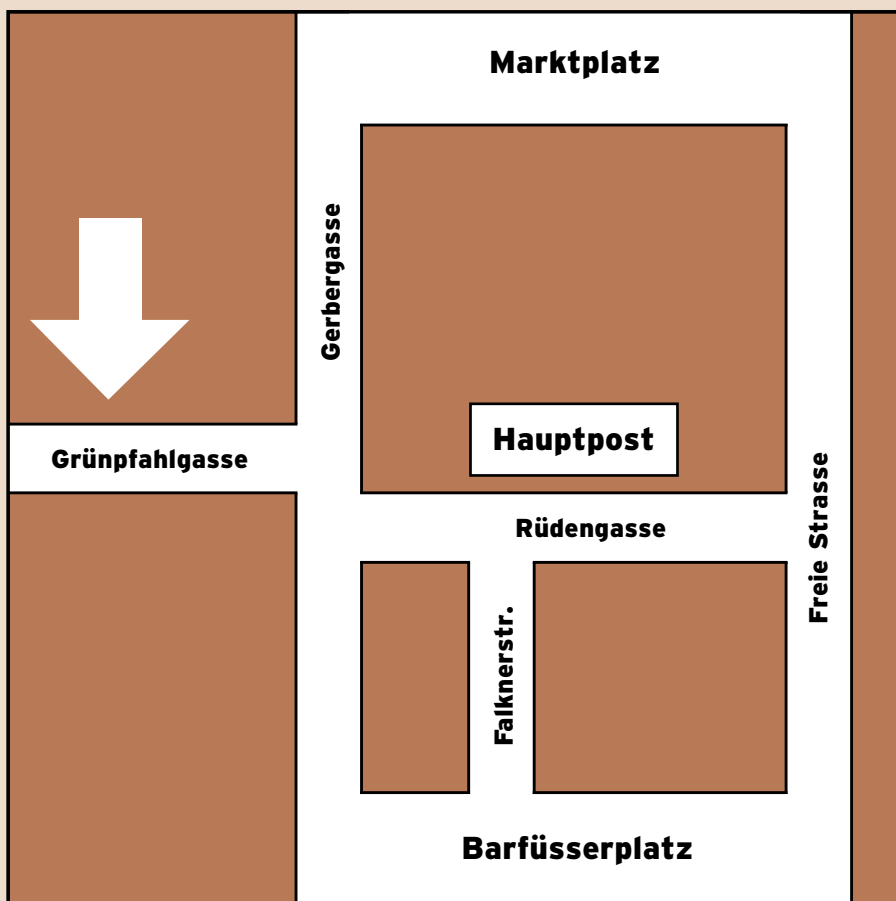 Marktplatz
Gerbergasse
Hauptpost
Grünpfahlgasse
Rüdengasse
Freie Strasse
Falknerstr.
Barfüsserplatz